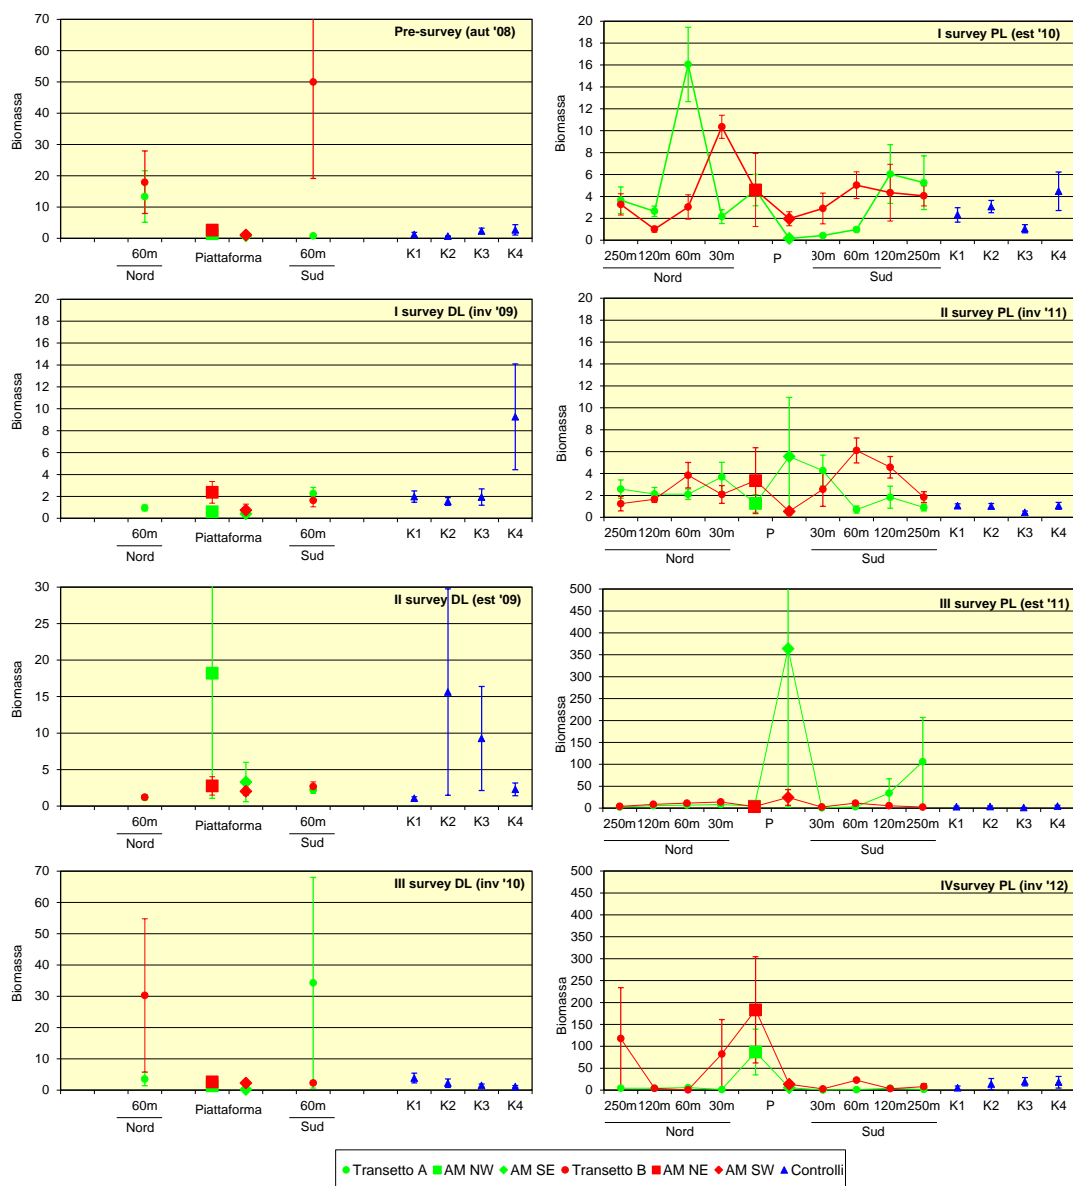 Pre-survey (aut '08)
Biomassa
70
60
50
40
30
20
10
0
60m
Piattaforma
60m
K1 K2 K3 K4
Nord
Sud
I survey PL (est '10)
Biomassa
20
18
16
14
12
10
8
6
4
2
0
250m 120m 60m 30m
P
30m 60m 120m 250m
K1 K2 K3 K4
Nord
Sud
I survey DL (inv '09)
Biomassa
20
18
16
14
12
10
8
6
4
2
0
60m
Piattaforma
60m
K1 K2 K3 K4
Nord
Sud
II survey PL (inv '11)
Biomassa
20
18
16
14
12
10
8
6
4
2
0
250m 120m 60m 30m
P
30m 60m 120m 250m
K1 K2 K3 K4
Nord
Sud
II survey DL (est '09)
Biomassa
30
25
20
15
10
5
0
60m
Piattaforma
60m
K1 K2 K3 K4
Nord
Sud
III survey PL (est '11)
Biomassa
500
450
400
350
300
250
200
150
100
50
0
250m 120m 60m 30m
P
30m 60m 120m 250m
K1 K2 K3 K4
Nord
Sud
III survey DL (inv '10)
Biomassa
70
60
50
40
30
20
10
0
60m
Piattaforma
60m
K1 K2 K3 K4
Nord
Sud
IVsurvey PL (inv '12)
Biomassa
500
450
400
350
300
250
200
150
100
50
0
250m 120m 60m 30m
P
30m 60m 120m 250m
K1 K2 K3 K4
Nord
Sud
Transetto A AM NW AM SE Transetto B AM NE AM SW Controlli